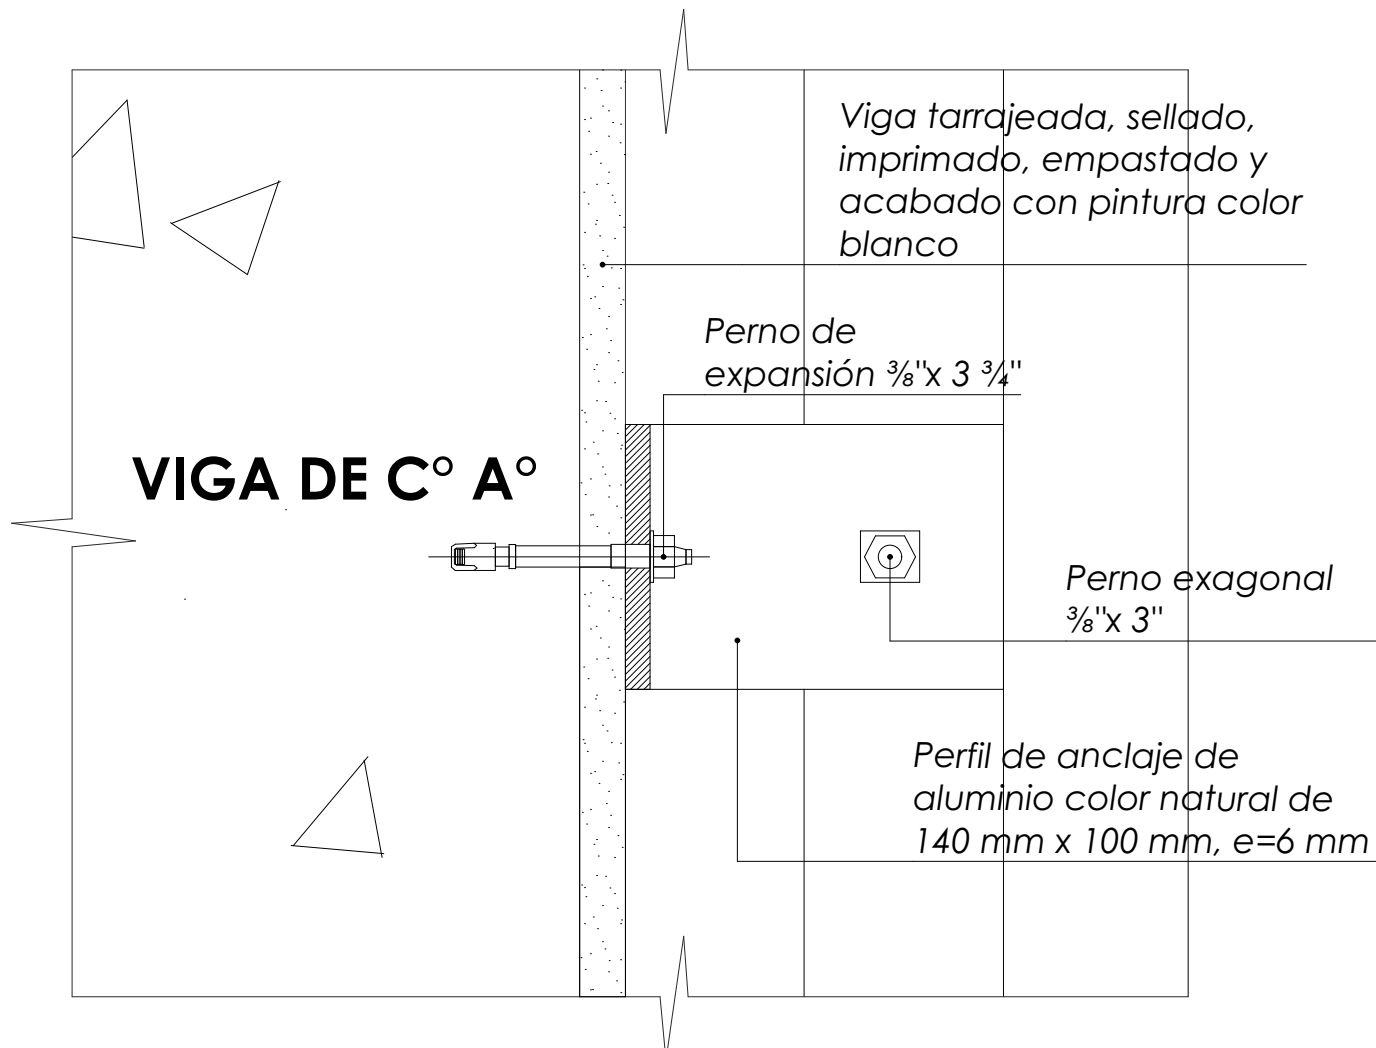 Viga tarrajeada, sellado,
imprimado, empastado y
acabado con pintura color
blanco
Perno de
expansión ⅜"x 3 ¾"
VIGA DE C° A°
Perno exagonal
⅜"x 3"
Perfil de anclaje de
aluminio color natural de
140 mm x 100 mm, e=6 mm